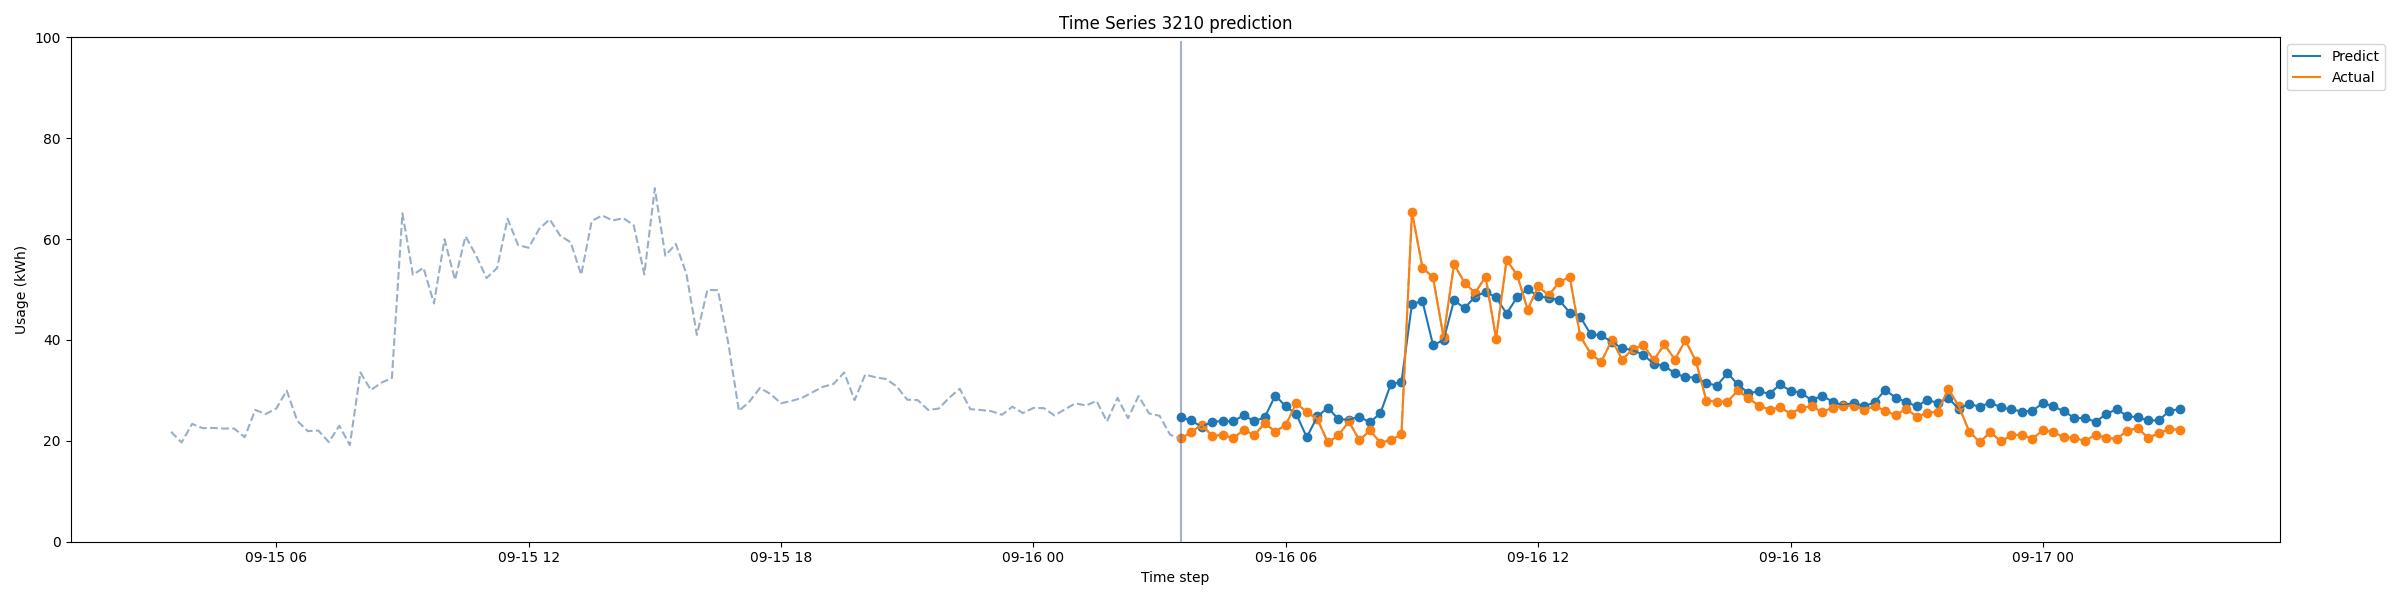 Time Series 3210 prediction
100
80
60
40
20
0
Usage (kWh)
Predict
Actual
09-15 06
09-15 12
09-15 18
09-16 00
09-16 06
09-16 12
09-16 18
09-17 00
Time step